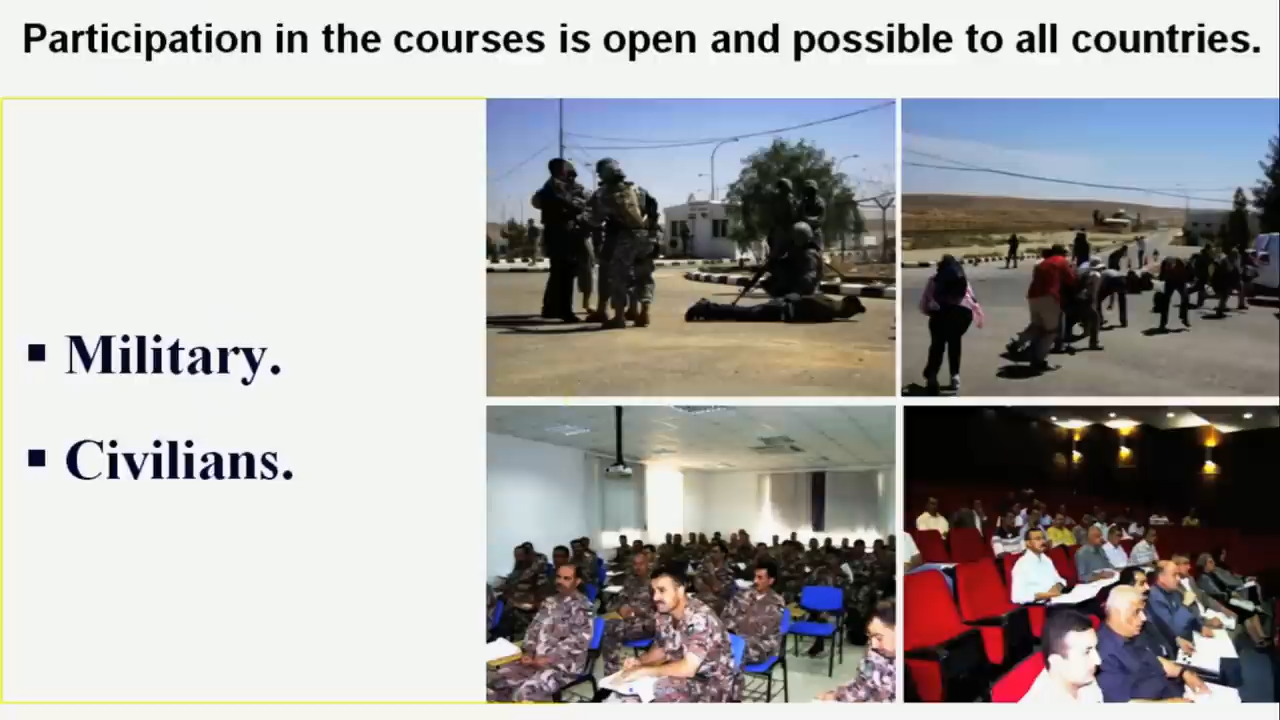 Participation in the courses is open and possible to all countries.
▪ Military.
▪ Civilians.